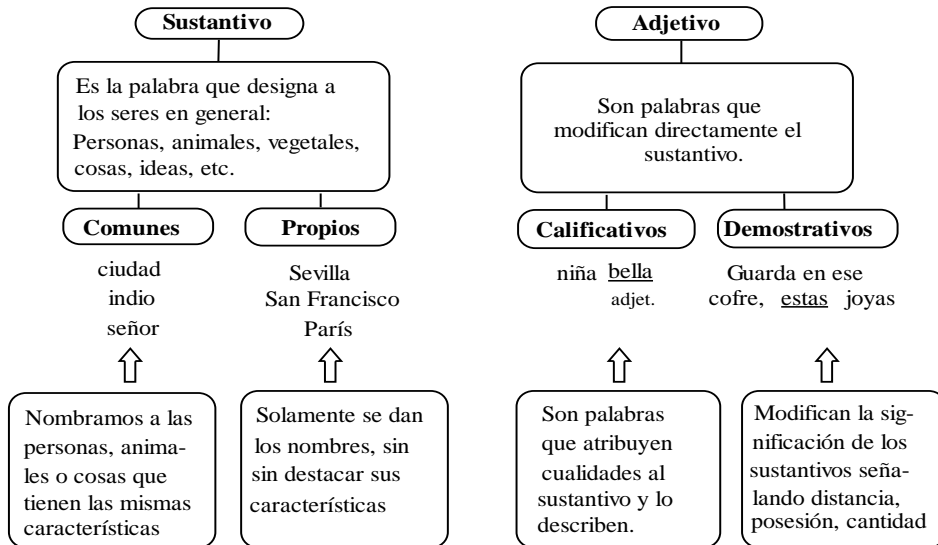 Sustantivo
Es la palabra que designa a
los seres en general:
Personas, animales, vegetales,
cosas, ideas, etc.
Comunes
ciudad
indio
señor
Nombramos a las
personas, anima-
les o cosas que
tienen las mismas
características
Propios
Sevilla
San Francisco
París
Solamente se dan
los nombres, sin
sin destacar sus
características
Adjetivo
Son palabras que
modifican directamente el
sustantivo.
Calificativos
niña bella
adjet.
Son palabras
que atribuyen
cualidades al
sustantivo y lo
describen.
Demostrativos
Guarda en ese
cofre, estas joyas
Modifican la sig-
nificación de los
sustantivos seña-
lando distancia,
posesión, cantidad